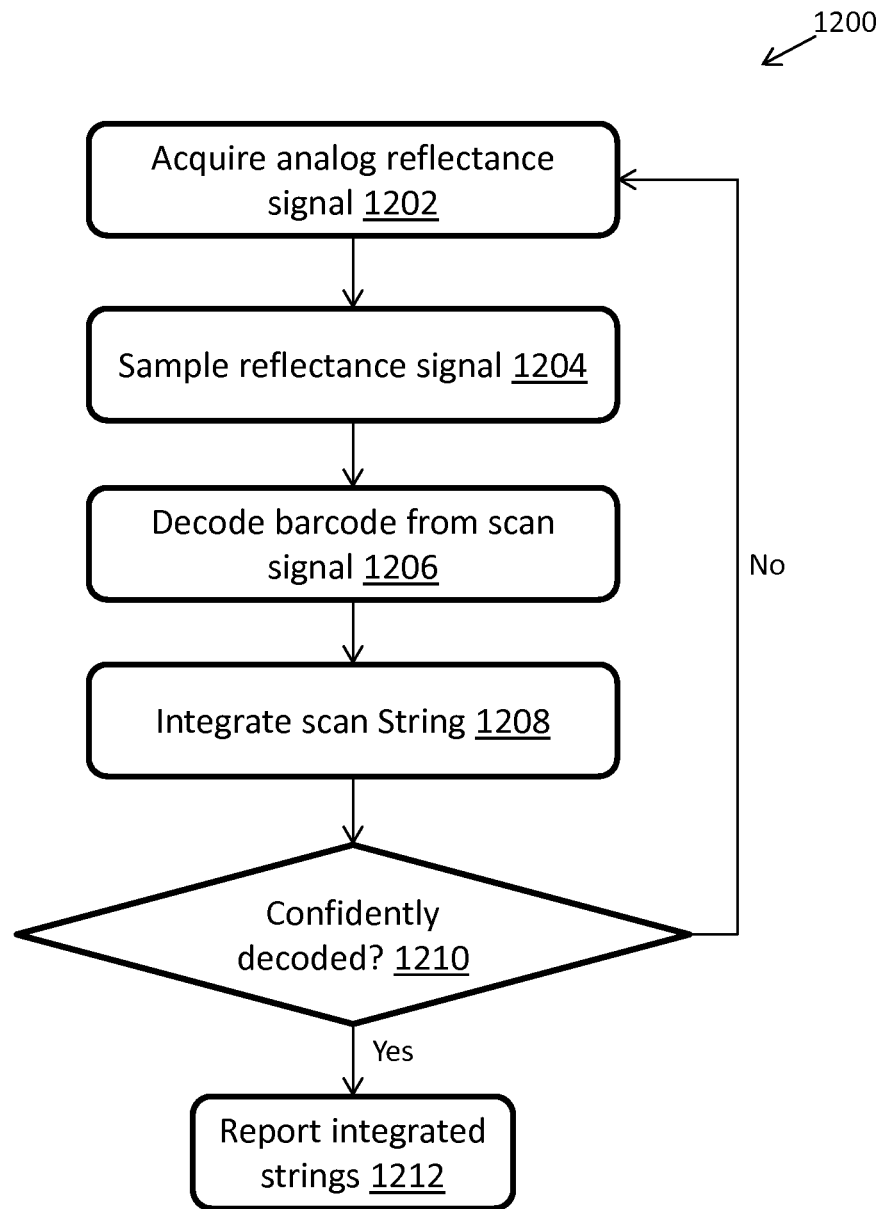 1200
Acquire analog reflectance
signal 1202
Sample reflectance signal 1204
Decode barcode from scan
signal 1206
No
Integrate scan String 1208
Confidently
decoded? 1210
Yes
Report integrated
strings 1212